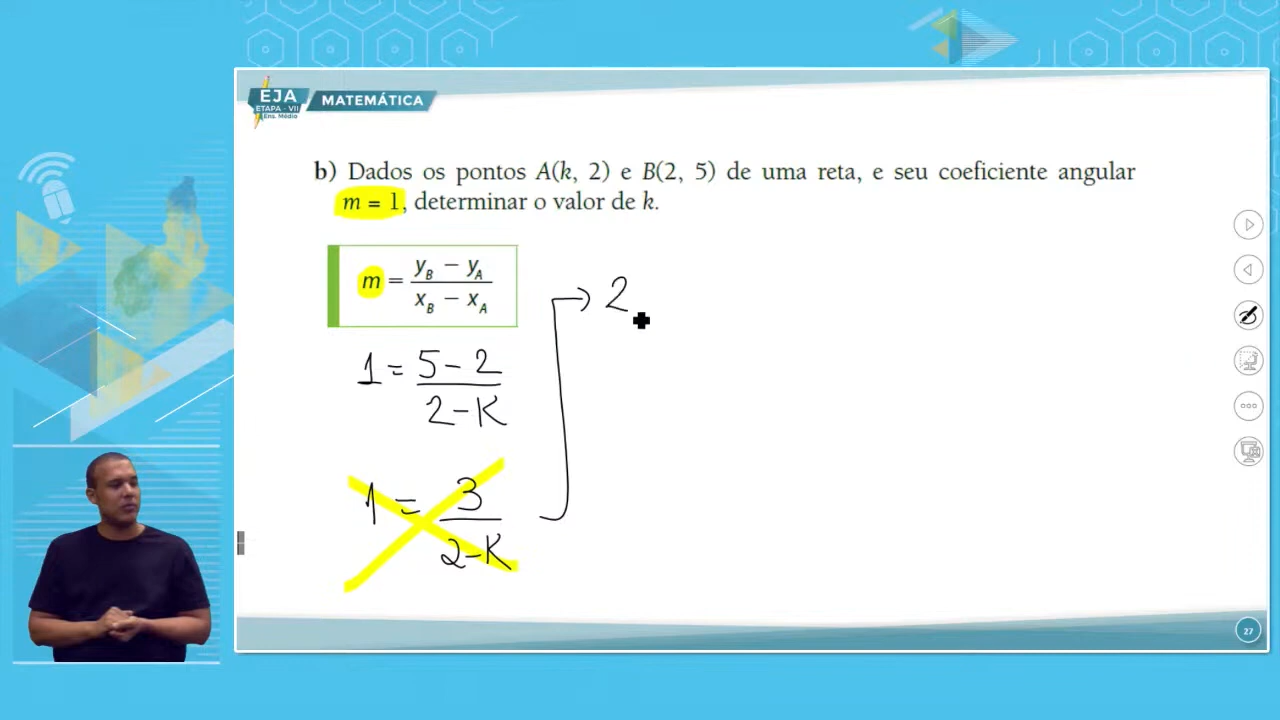 EJA
ETAPA - VII
Ens. Médio
MATEMÁTICA
b) Dados os pontos A(k, 2) e B(2, 5) de uma reta, e seu coeficiente angular
m = 1, determinar o valor de k.
m = (y_B − y_A) / (x_B − x_A)
→ 2
1 = (5 − 2) / (2 − K)
1 = 3 / (2 − K)
27